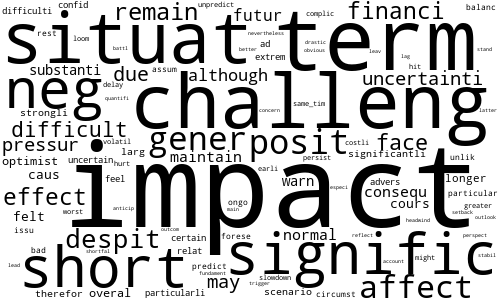 difficulti confid remain unpredict futur complic financi balanc
rest loom battl ad nevertheless drastic
situat term
better obvious leav stand
extrem lag
substanti due assum although hit uncertainti
neg delay challeng
quantifi same_tim
strongli concern latter
difficult gener posit costli face
pressur volatil
optimist uncertain larg maintain persist significantli unlik
caus hurt earli
impact
feel warn advers longer
effect expeci consequ particular
ongo cours greater
felt worst anticip main setback outlook
issu headwind
despit outcom certain forese normal reflect perspect
bad shortfal relat signific
short account might stabil
lead predict fundament slowdown
may affect
therefor overal particularli scenario circumst